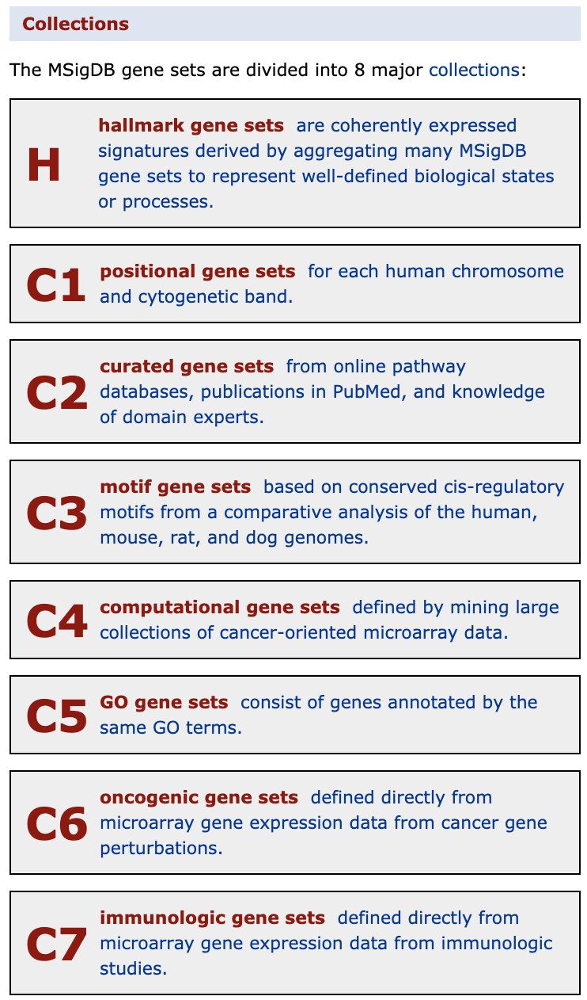 Collections
The MSigDB gene sets are divided into 8 major collections:
H
hallmark gene sets are coherently expressed
signatures derived by aggregating many MSigDB
gene sets to represent well-defined biological states
or processes.
C1
positional gene sets for each human chromosome
and cytogenetic band.
C2
curated gene sets from online pathway
databases, publications in PubMed, and knowledge
of domain experts.
C3
motif gene sets based on conserved cis-regulatory
motifs from a comparative analysis of the human,
mouse, rat, and dog genomes.
C4
computational gene sets defined by mining large
collections of cancer-oriented microarray data.
C5
GO gene sets consist of genes annotated by the
same GO terms.
C6
oncogenic gene sets defined directly from
microarray gene expression data from cancer gene
perturbations.
C7
immunologic gene sets defined directly from
microarray gene expression data from immunologic
studies.